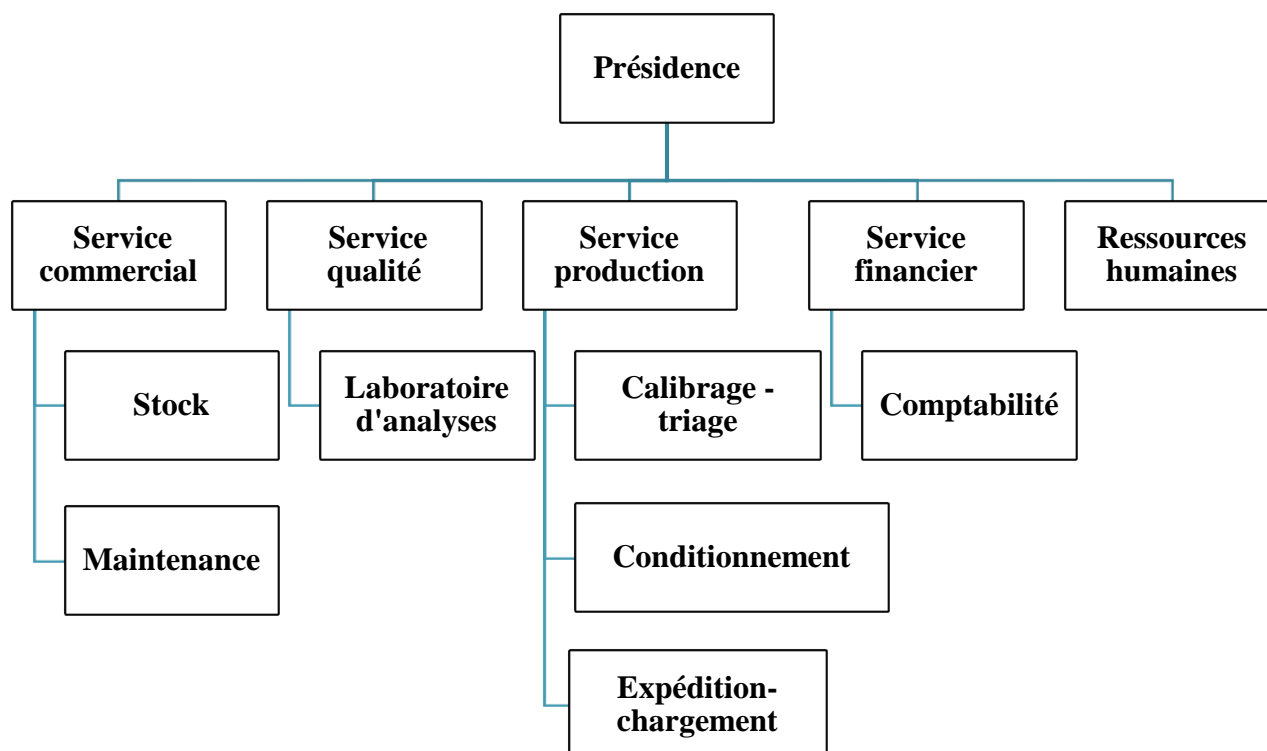 Présidence
Service
commercial
Service
qualité
Service
production
Service
financier
Ressources
humaines
Stock
Laboratoire
d'analyses
Calibrage -
triage
Comptabilité
Maintenance
Conditionnement
Expédition-
chargement